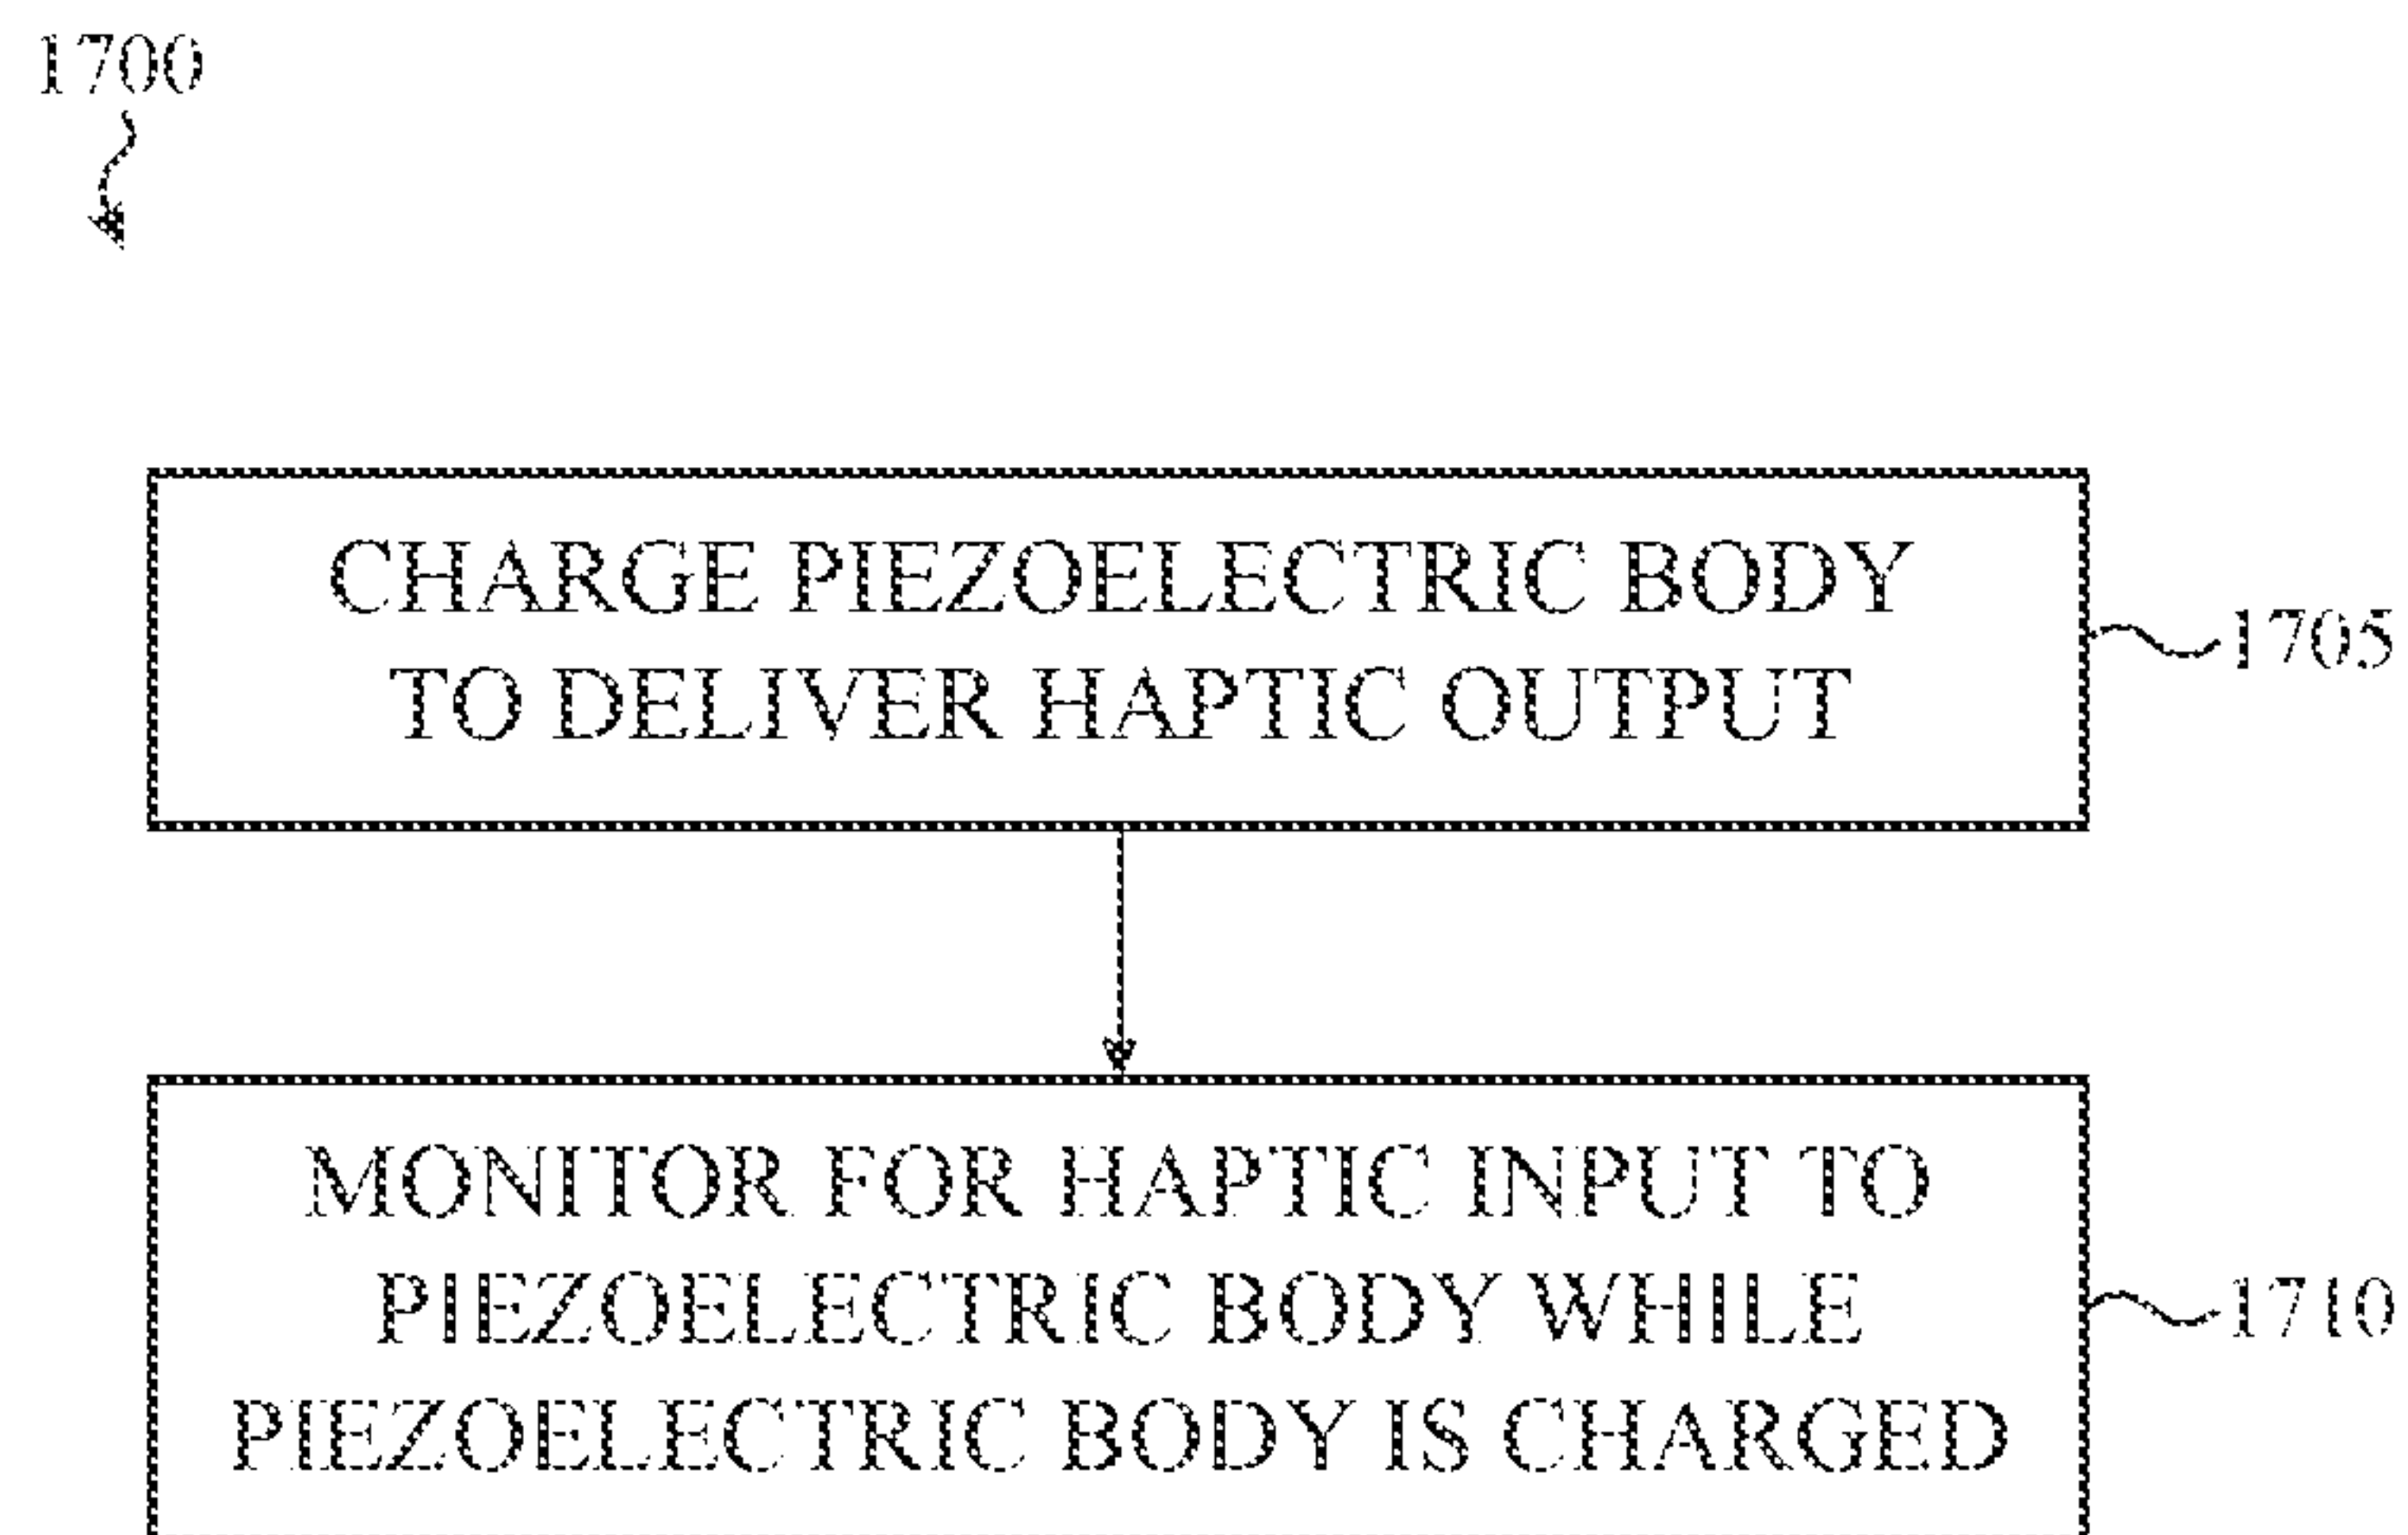 1700
CHARGE PIEZOELECTRIC BODY
TO DELIVER HAPTIC OUTPUT
1705
MONITOR FOR HAPTIC INPUT TO
PIEZOELECTRIC BODY WHILE
PIEZOELECTRIC BODY IS CHARGED
1710